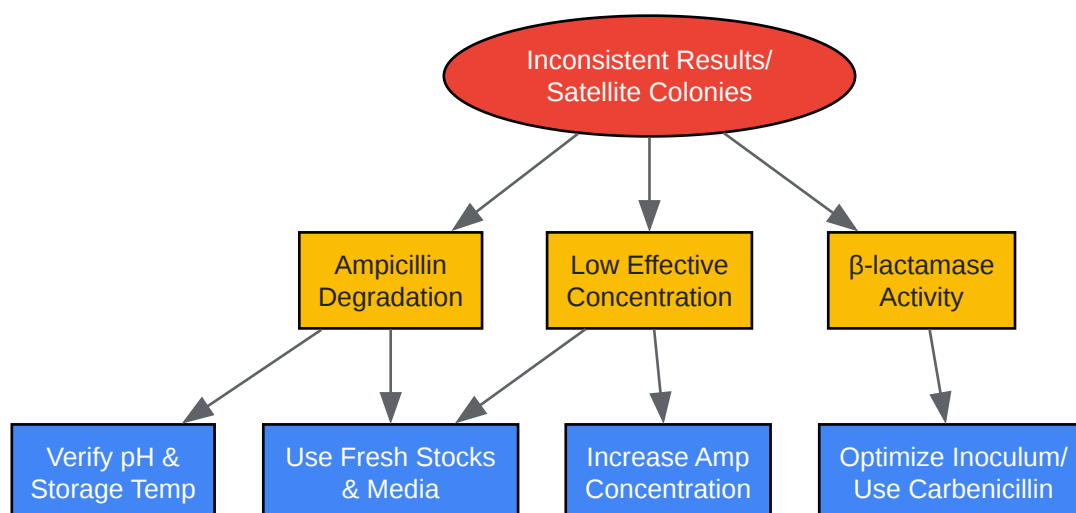 Inconsistent Results/
Satellite Colonies
Ampicillin
Degradation
Low Effective
Concentration
β-lactamase
Activity
Verify pH &
Storage Temp
Use Fresh Stocks
& Media
Increase Amp
Concentration
Optimize Inoculum/
Use Carbenicillin